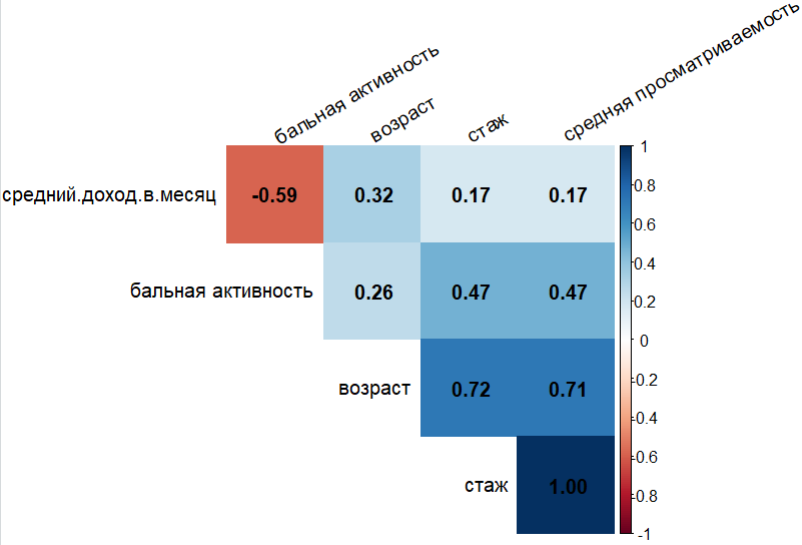 бальная активность
возраст
стаж
средняя просматриваемость
средний.доход.в.месяц
-0.59
0.32
0.17
0.17
бальная активность
0.26
0.47
0.47
возраст
0.72
0.71
стаж
1.00
1
0.8
0.6
0.4
0.2
0
-0.2
-0.4
-0.6
-0.8
-1